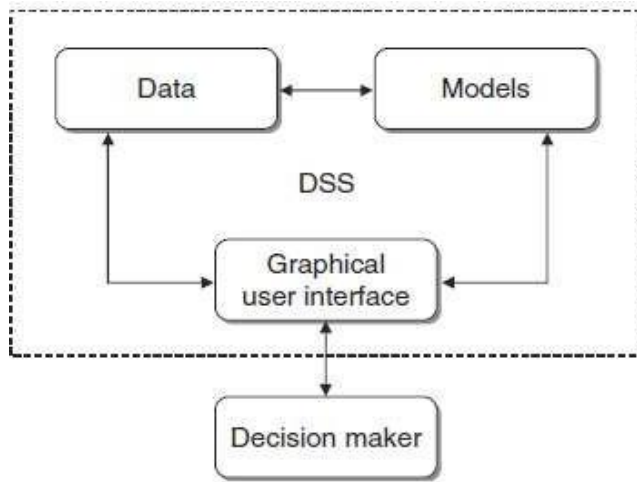 Data
Models
DSS
Graphical
user interface
Decision maker